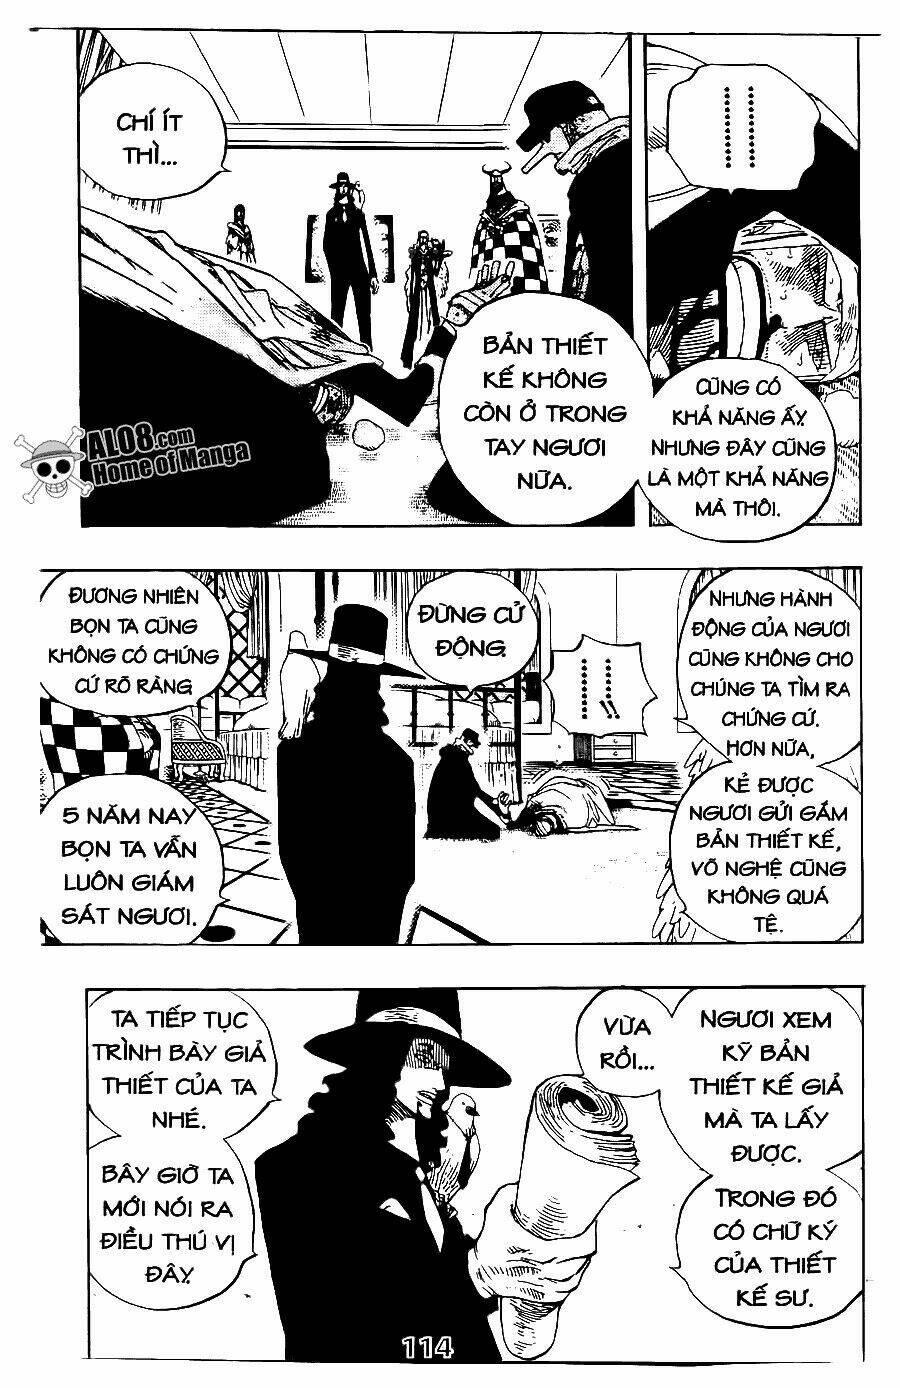 CHÍ ÍT
THÌ...
BẢN THIẾT
KẾ KHÔNG
CÒN Ở TRONG
TAY NGƯƠI
NỮA.
CŨNG CÓ
KHẢ NĂNG ẤY.
NHƯNG ĐÂY CŨNG
LÀ MỘT KHẢ NĂNG
MÀ THÔI.
AL08.com
Home of Manga
ĐƯƠNG NHIÊN
BỌN TA CŨNG
KHÔNG CÓ CHỨNG
CỨ RÕ RÀNG.
5 NĂM NAY
BỌN TA VẪN
LUÔN GIÁM
SÁT NGƯƠI.
ĐỪNG CỬ
ĐỘNG.
!!
NHƯNG HÀNH
ĐỘNG CỦA NGƯƠI
CŨNG KHÔNG CHO
CHÚNG TA TÌM RA
CHỨNG CỨ.
HƠN NỮA,
KẺ ĐƯỢC
NGƯƠI GỬI GẮM
BẢN THIẾT KẾ,
VÕ NGHỆ CŨNG
KHÔNG QUÁ
TỆ.
TA TIẾP TỤC
TRÌNH BÀY GIẢ
THIẾT CỦA TA
NHÉ.
BÂY GIỜ TA
MỚI NÓI RA
ĐIỀU THÚ VỊ
ĐÂY.
VỪA
RỒI...
NGƯƠI XEM
KỸ BẢN
THIẾT KẾ GIẢ
MÀ TA LẤY
ĐƯỢC.
TRONG ĐÓ
CÓ CHỮ KÝ
CỦA THIẾT
KẾ SƯ.
114